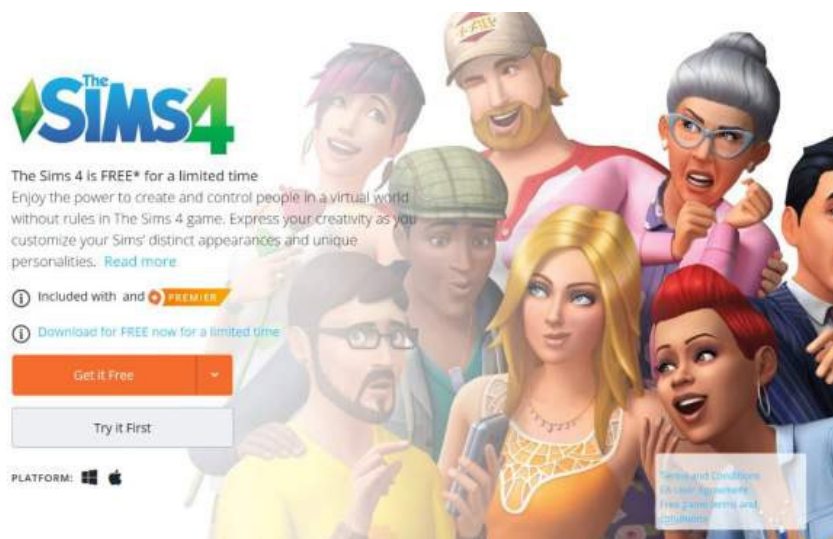 The
SiMS4
The Sims 4 is FREE* for a limited time
Enjoy the power to create and control people in a virtual world
without rules in The Sims 4 game. Express your creativity as you
customize your Sims' distinct appearances and unique
personalities. Read more
Included with and PREMIER
Download for FREE now for a limited time
Get it Free
Try it First
PLATFORM:
Terms and Conditions
EA User Agreement
Free game terms and
conditions